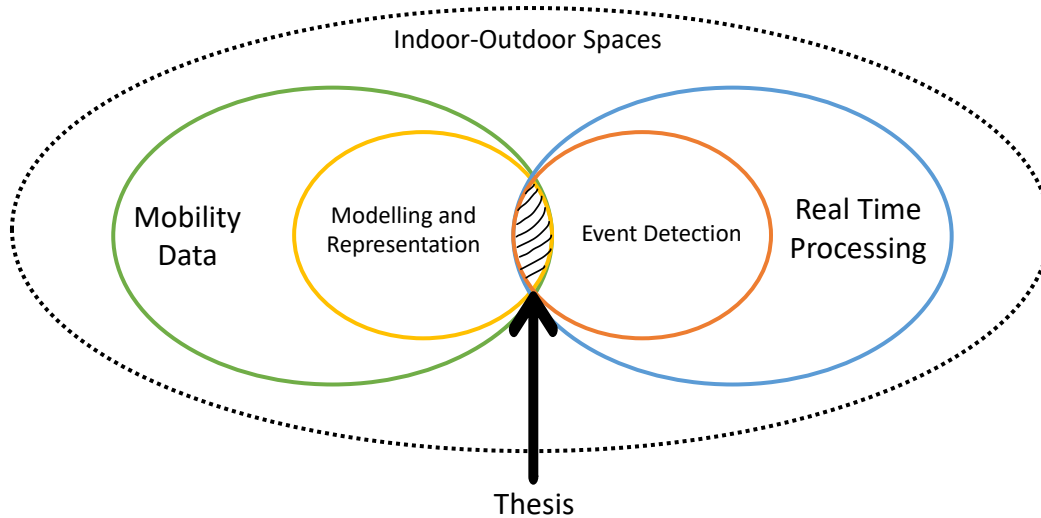 Indoor-Outdoor Spaces
Mobility
Data
Modelling and
Representation
Event Detection
Real Time
Processing
Thesis